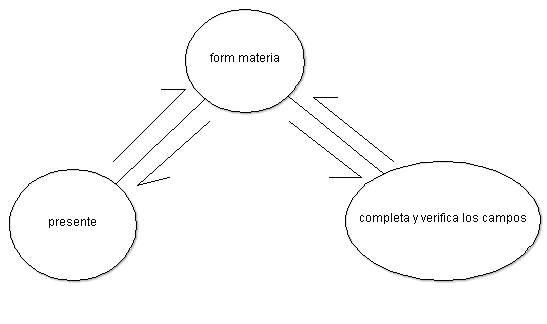 form materia
presente
completa y verifica los campos